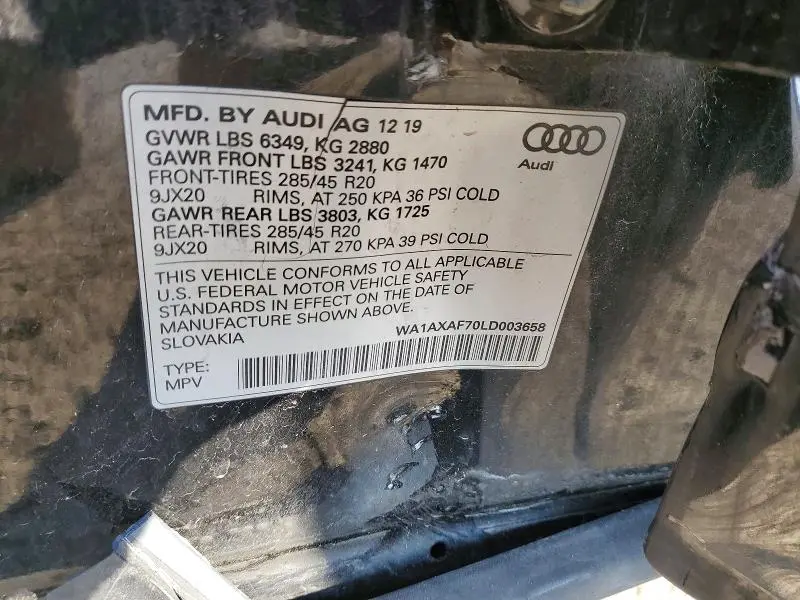 MFD. BY AUDI AG 12 19
GVWR LBS 6349, KG 2880
GAWR FRONT LBS 3241, KG 1470
FRONT-TIRES 285/45 R20
9JX20 RIMS, AT 250 KPA 36 PSI COLD
GAWR REAR LBS 3803, KG 1725
REAR-TIRES 285/45 R20
9JX20 RIMS, AT 270 KPA 39 PSI COLD
Audi
THIS VEHICLE CONFORMS TO ALL APPLICABLE
U.S. FEDERAL MOTOR VEHICLE SAFETY
STANDARDS IN EFFECT ON THE DATE OF
MANUFACTURE SHOWN ABOVE.
SLOVAKIA
WA1AXAF70LD003658
TYPE:
MPV